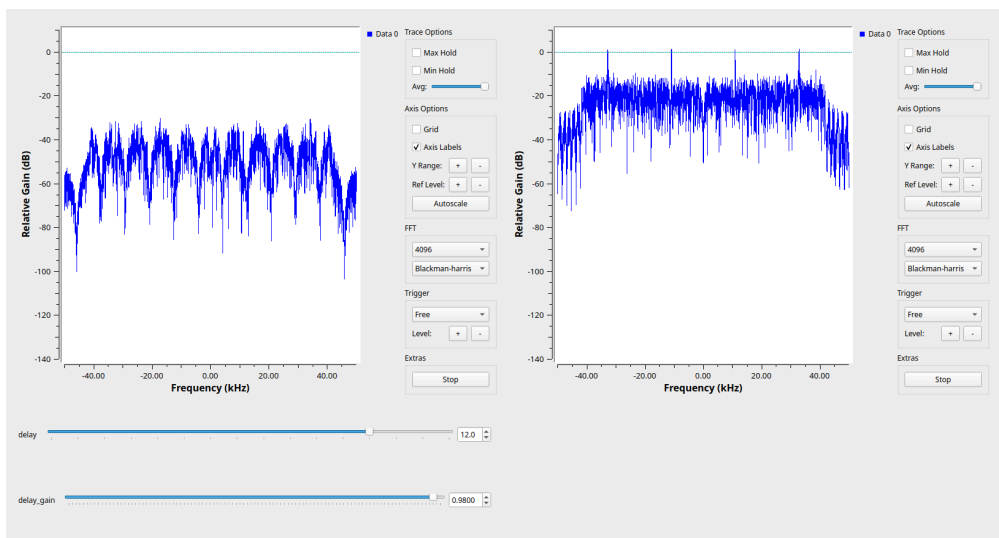 Data 0
Trace Options
Max Hold
Min Hold
Avg:
Axis Options
Grid
Axis Labels
Y Range: + -
Ref Level: + -
Autoscale
FFT
4096
Blackman-harris
Trigger
Free
Level: + -
Extras
Stop
Relative Gain (dB)
0
-20
-40
-60
-80
-100
-120
-140
-40.00 -20.00 0.00 20.00 40.00
Frequency (kHz)
Data 0
Trace Options
Max Hold
Min Hold
Avg:
Axis Options
Grid
Axis Labels
Y Range: + -
Ref Level: + -
Autoscale
FFT
4096
Blackman-harris
Trigger
Free
Level: + -
Extras
Stop
Relative Gain (dB)
0
-20
-40
-60
-80
-100
-120
-140
-40.00 -20.00 0.00 20.00 40.00
Frequency (kHz)
delay 12.0
delay_gain 0.9800